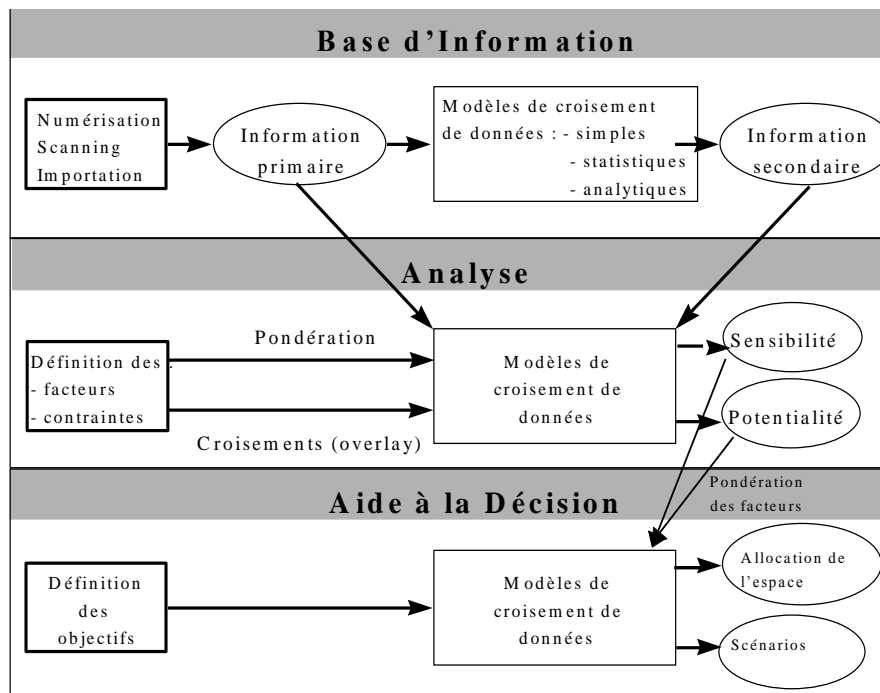 Base d'Information
Numérisation
Scanning
Importation
Information
primaire
Modèles de croisement
de données : - simples
- statistiques
- analytiques
Information
secondaire
Analyse
Pondération
Définition des :
- facteurs
- contraintes
Croisements (overlay)
Modèles de
croisement de
données
Sensibilité
Potentialité
Aide à la Décision
Pondération
des facteurs
Définition
des
objectifs
Modèles de
croisement de
données
Allocation de
l'espace
Scénarios